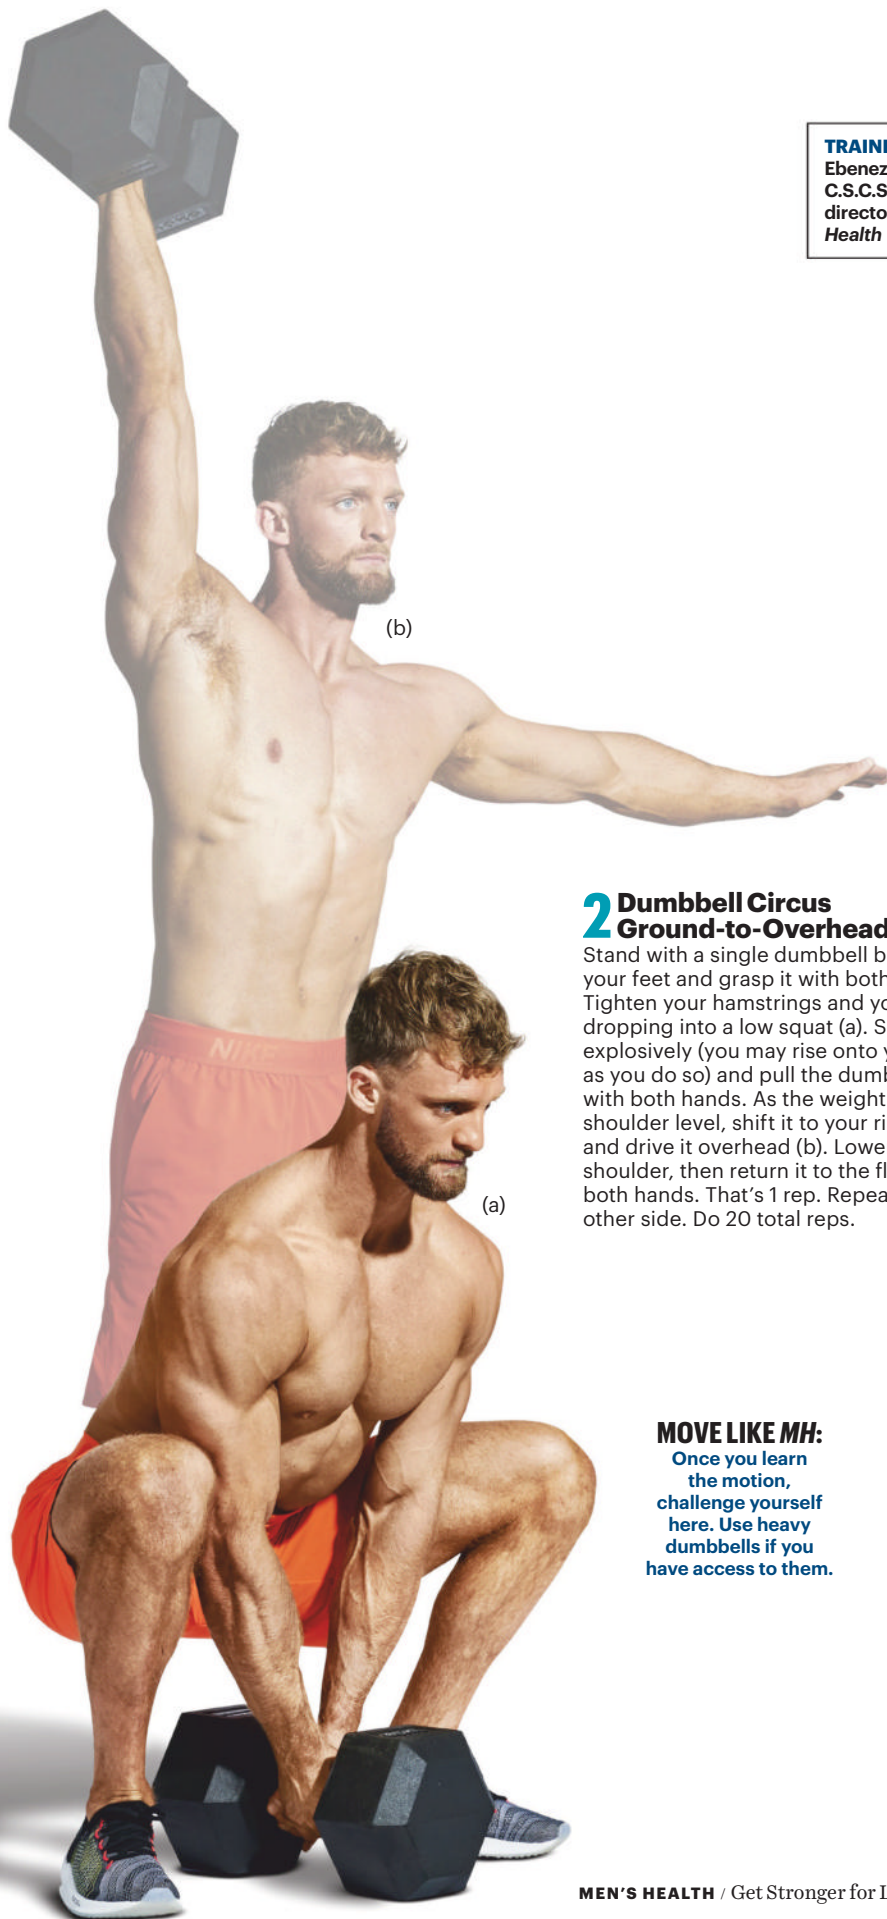 TRAIN
Ebenez
C.S.C.S
directo
Health
(b)
2 Dumbbell Circus
Ground-to-Overhead
Stand with a single dumbbell b
your feet and grasp it with both
Tighten your hamstrings and yo
dropping into a low squat (a). S
explosively (you may rise onto y
as you do so) and pull the dumb
with both hands. As the weight
shoulder level, shift it to your ri
and drive it overhead (b). Lowe
shoulder, then return it to the fl
both hands. That's 1 rep. Repea
other side. Do 20 total reps.
NIKE
(a)
MOVE LIKE MH:
Once you learn
the motion,
challenge yourself
here. Use heavy
dumbbells if you
have access to them.
MEN'S HEALTH / Get Stronger for L